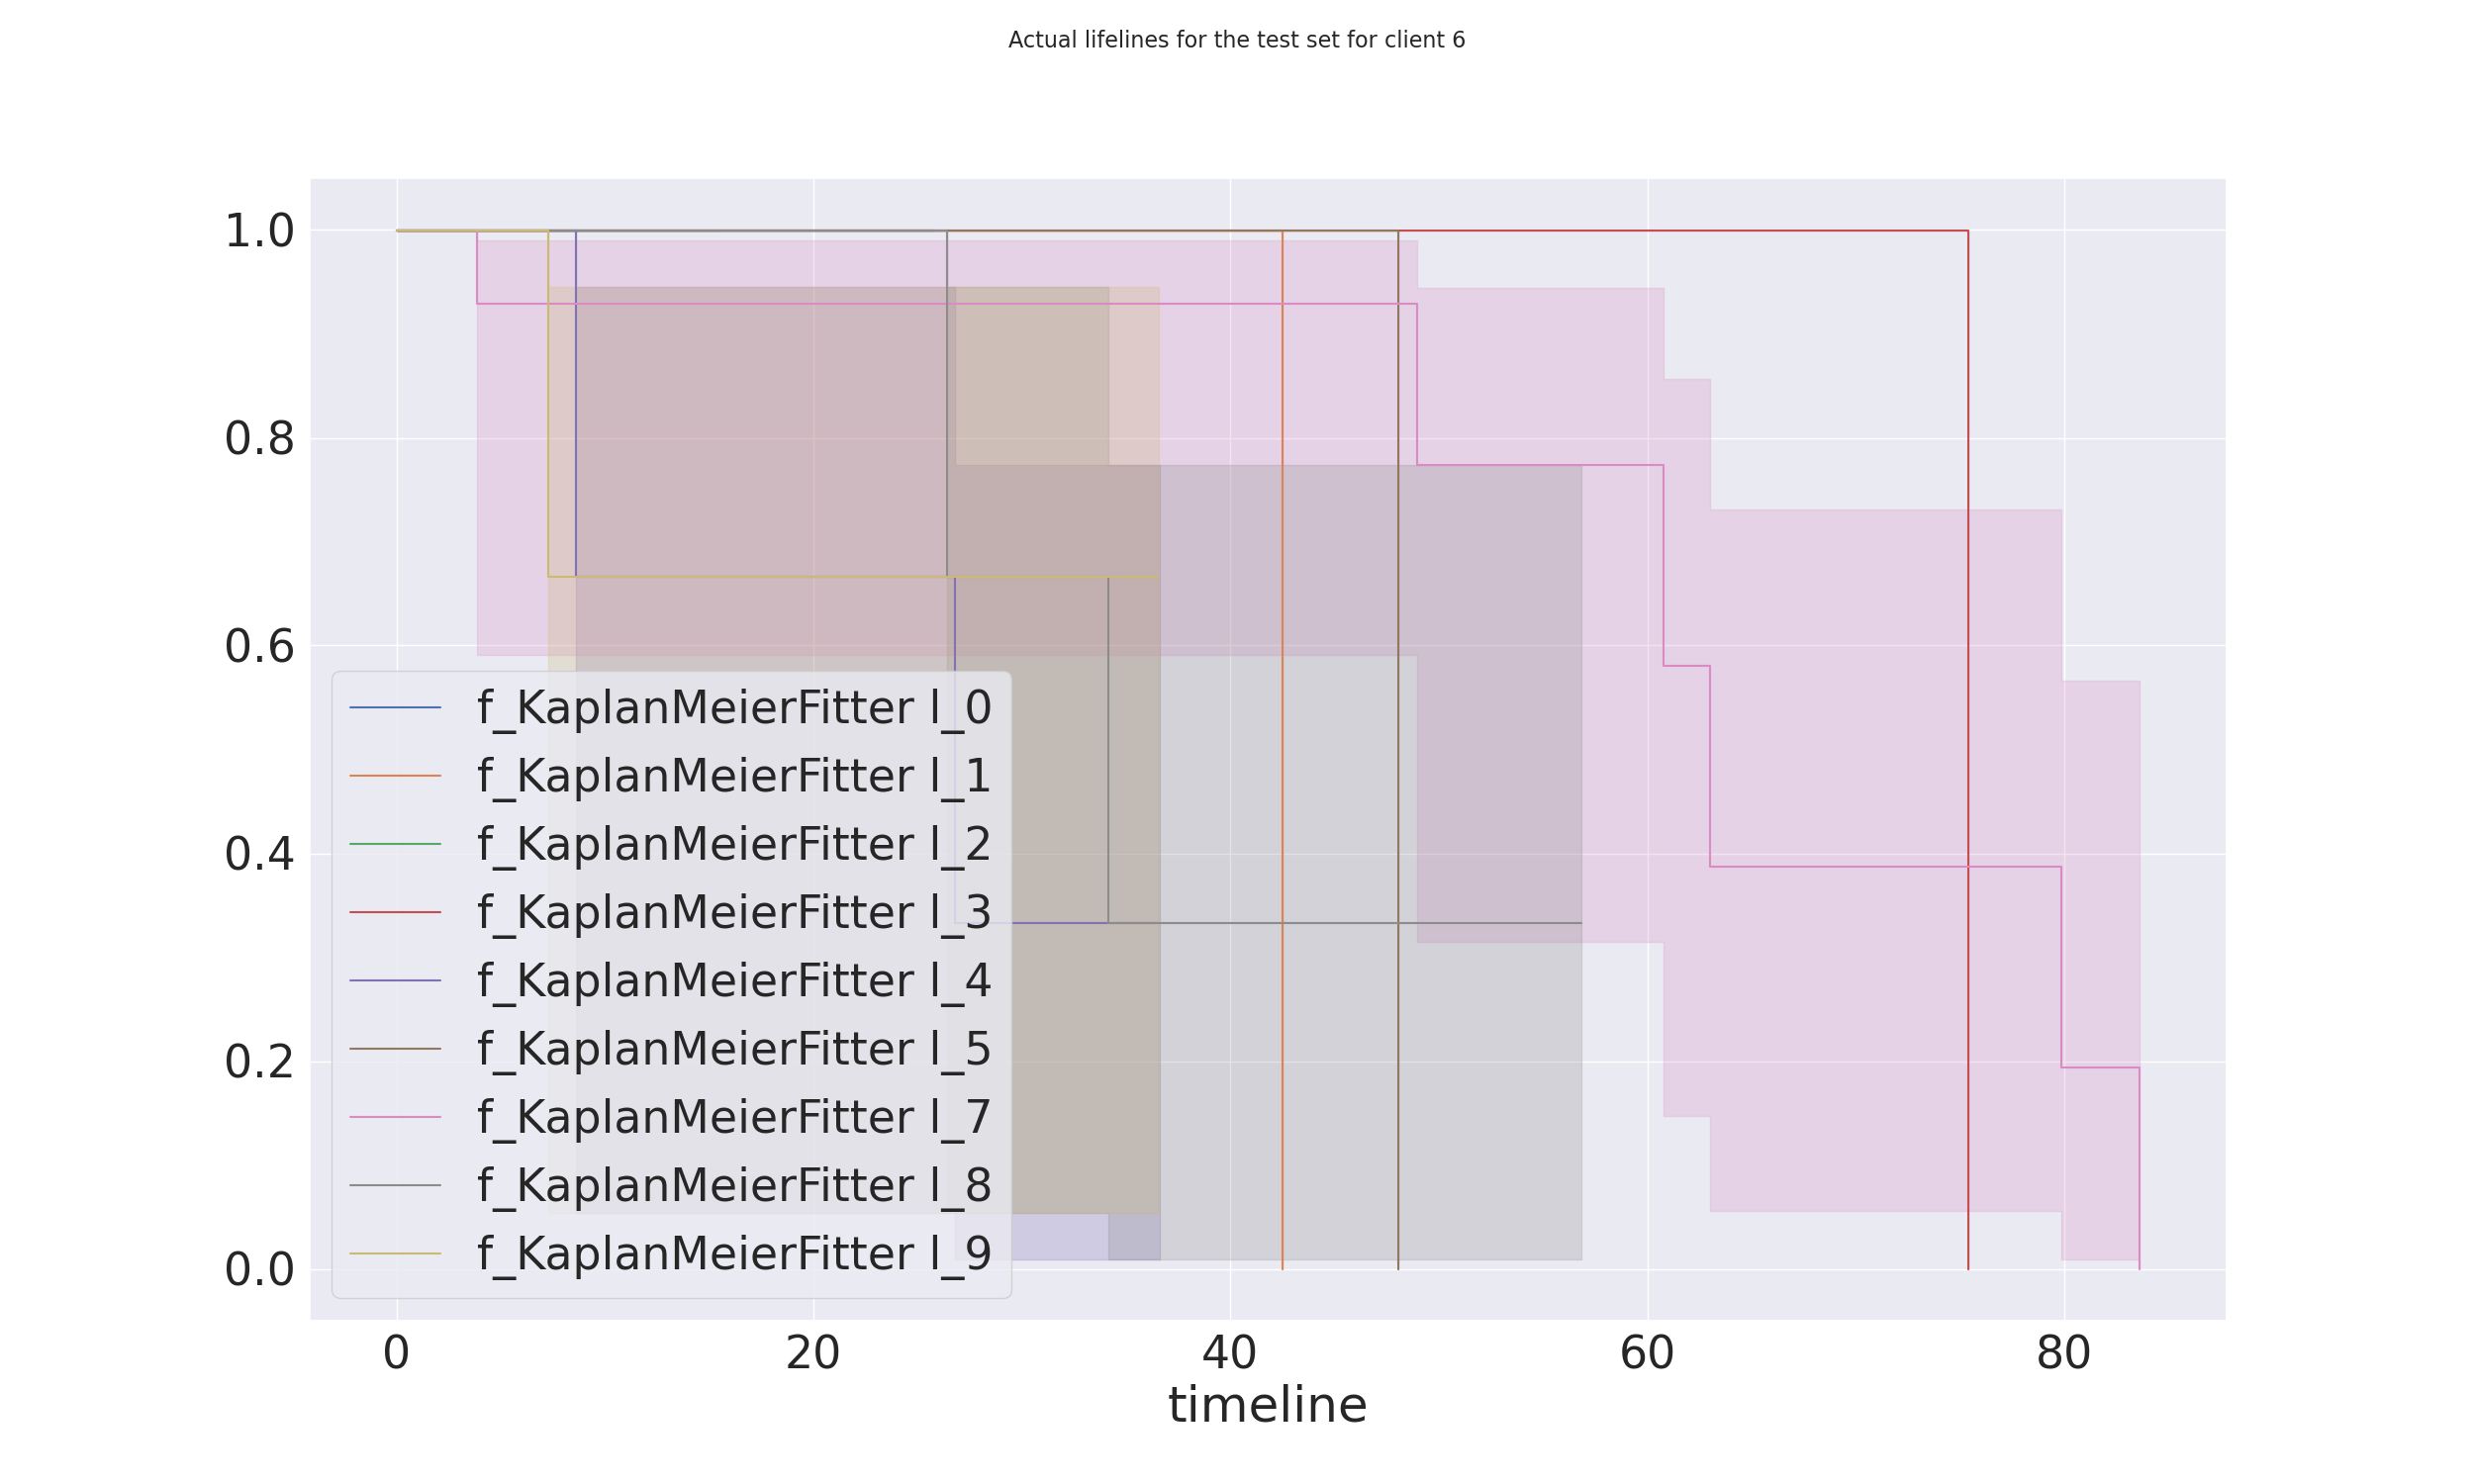 Actual lifelines for the test set for client 6
1.0
0.8
0.6
0.4
0.2
0.0
f_KaplanMeierFitter l_0
f_KaplanMeierFitter l_1
f_KaplanMeierFitter l_2
f_KaplanMeierFitter l_3
f_KaplanMeierFitter l_4
f_KaplanMeierFitter l_5
f_KaplanMeierFitter l_7
f_KaplanMeierFitter l_8
f_KaplanMeierFitter l_9
0 20 40 60 80
timeline